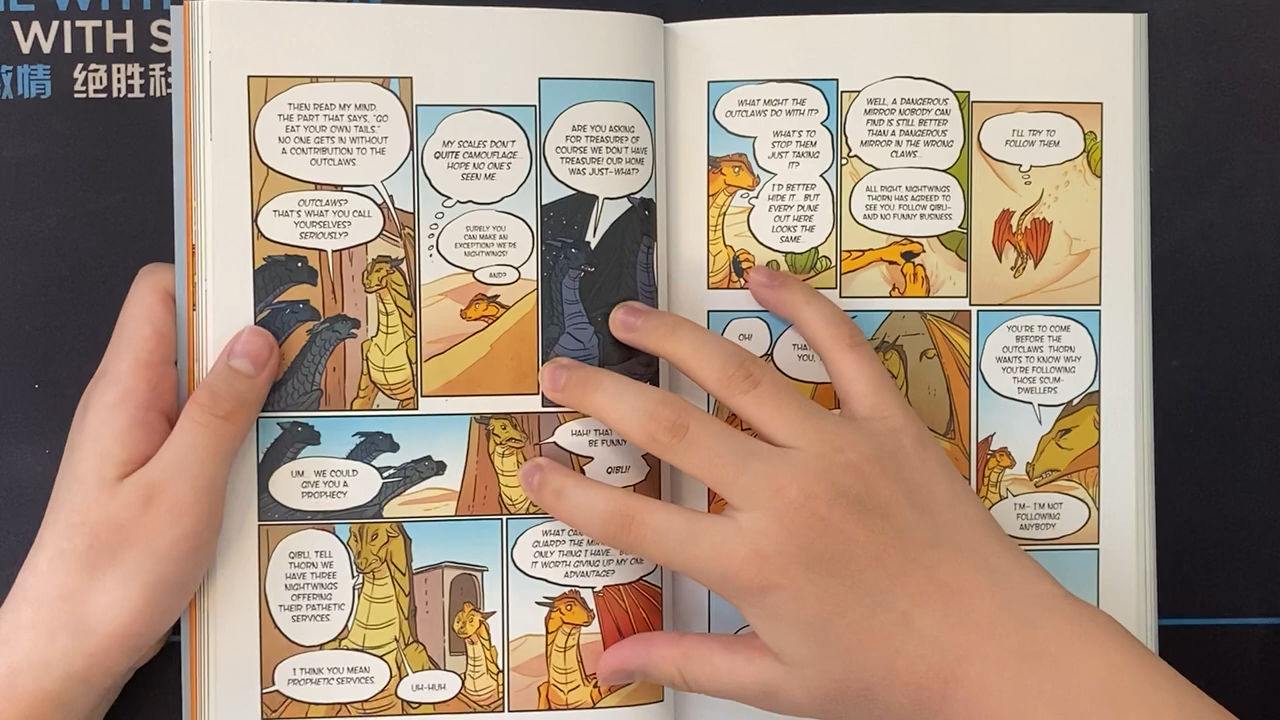 WITH S
激情 绝胜科
THEN READ MY MIND.
THE PART THAT SAYS, "GO
EAT YOUR OWN TAILS."
NO ONE GETS IN WITHOUT
A CONTRIBUTION TO THE
OUTCLAWS.
OUTCLAWS?
THAT'S WHAT YOU CALL
YOURSELVES?
SERIOUSLY?
MY SCALES DON'T
QUITE CAMOUFLAGE...
HOPE NO ONE'S
SEEN ME.
SURELY YOU
CAN MAKE AN
EXCEPTION? WE'RE
NIGHTWINGS!
AND?
ARE YOU ASKING
FOR TREASURE? OF
COURSE WE DON'T HAVE
TREASURE! OUR HOME
WAS JUST—WHAT?
UM... WE COULD
GIVE YOU A
PROPHECY
HAH! THAT
BE FUNNY
QIBLI!
QIBLI, TELL
THORN WE
HAVE THREE
NIGHTWINGS
OFFERING
THEIR PATHETIC
SERVICES.
I THINK YOU MEAN
PROPHETIC SERVICES.
UH-HUH
WHAT CAN
GUARD? THE
ONLY THING I HAVE...
IT WORTH GIVING UP MY ONE
ADVANTAGE?
WHAT MIGHT THE
OUTCLAWS DO WITH IT?
WHAT'S TO
STOP THEM
JUST TAKING
IT?
I'D BETTER
HIDE IT... BUT
EVERY DUNE
OUT HERE
LOOKS THE
SAME...
WELL, A DANGEROUS
MIRROR NOBODY CAN
FIND IS STILL BETTER
THAN A DANGEROUS
MIRROR IN THE WRONG
CLAWS...
ALL RIGHT, NIGHTWINGS
THORN HAS AGREED TO
SEE YOU. FOLLOW QIBLI—
AND NO FUNNY BUSINESS.
I'LL TRY TO
FOLLOW THEM.
OH!
YOU,
YOU'RE TO COME
BEFORE THE
OUTCLAWS. THORN
WANTS TO KNOW WHY
YOU'RE FOLLOWING
THOSE SCUM-
DWELLERS.
I'M— I'M NOT
FOLLOWING
ANYBODY